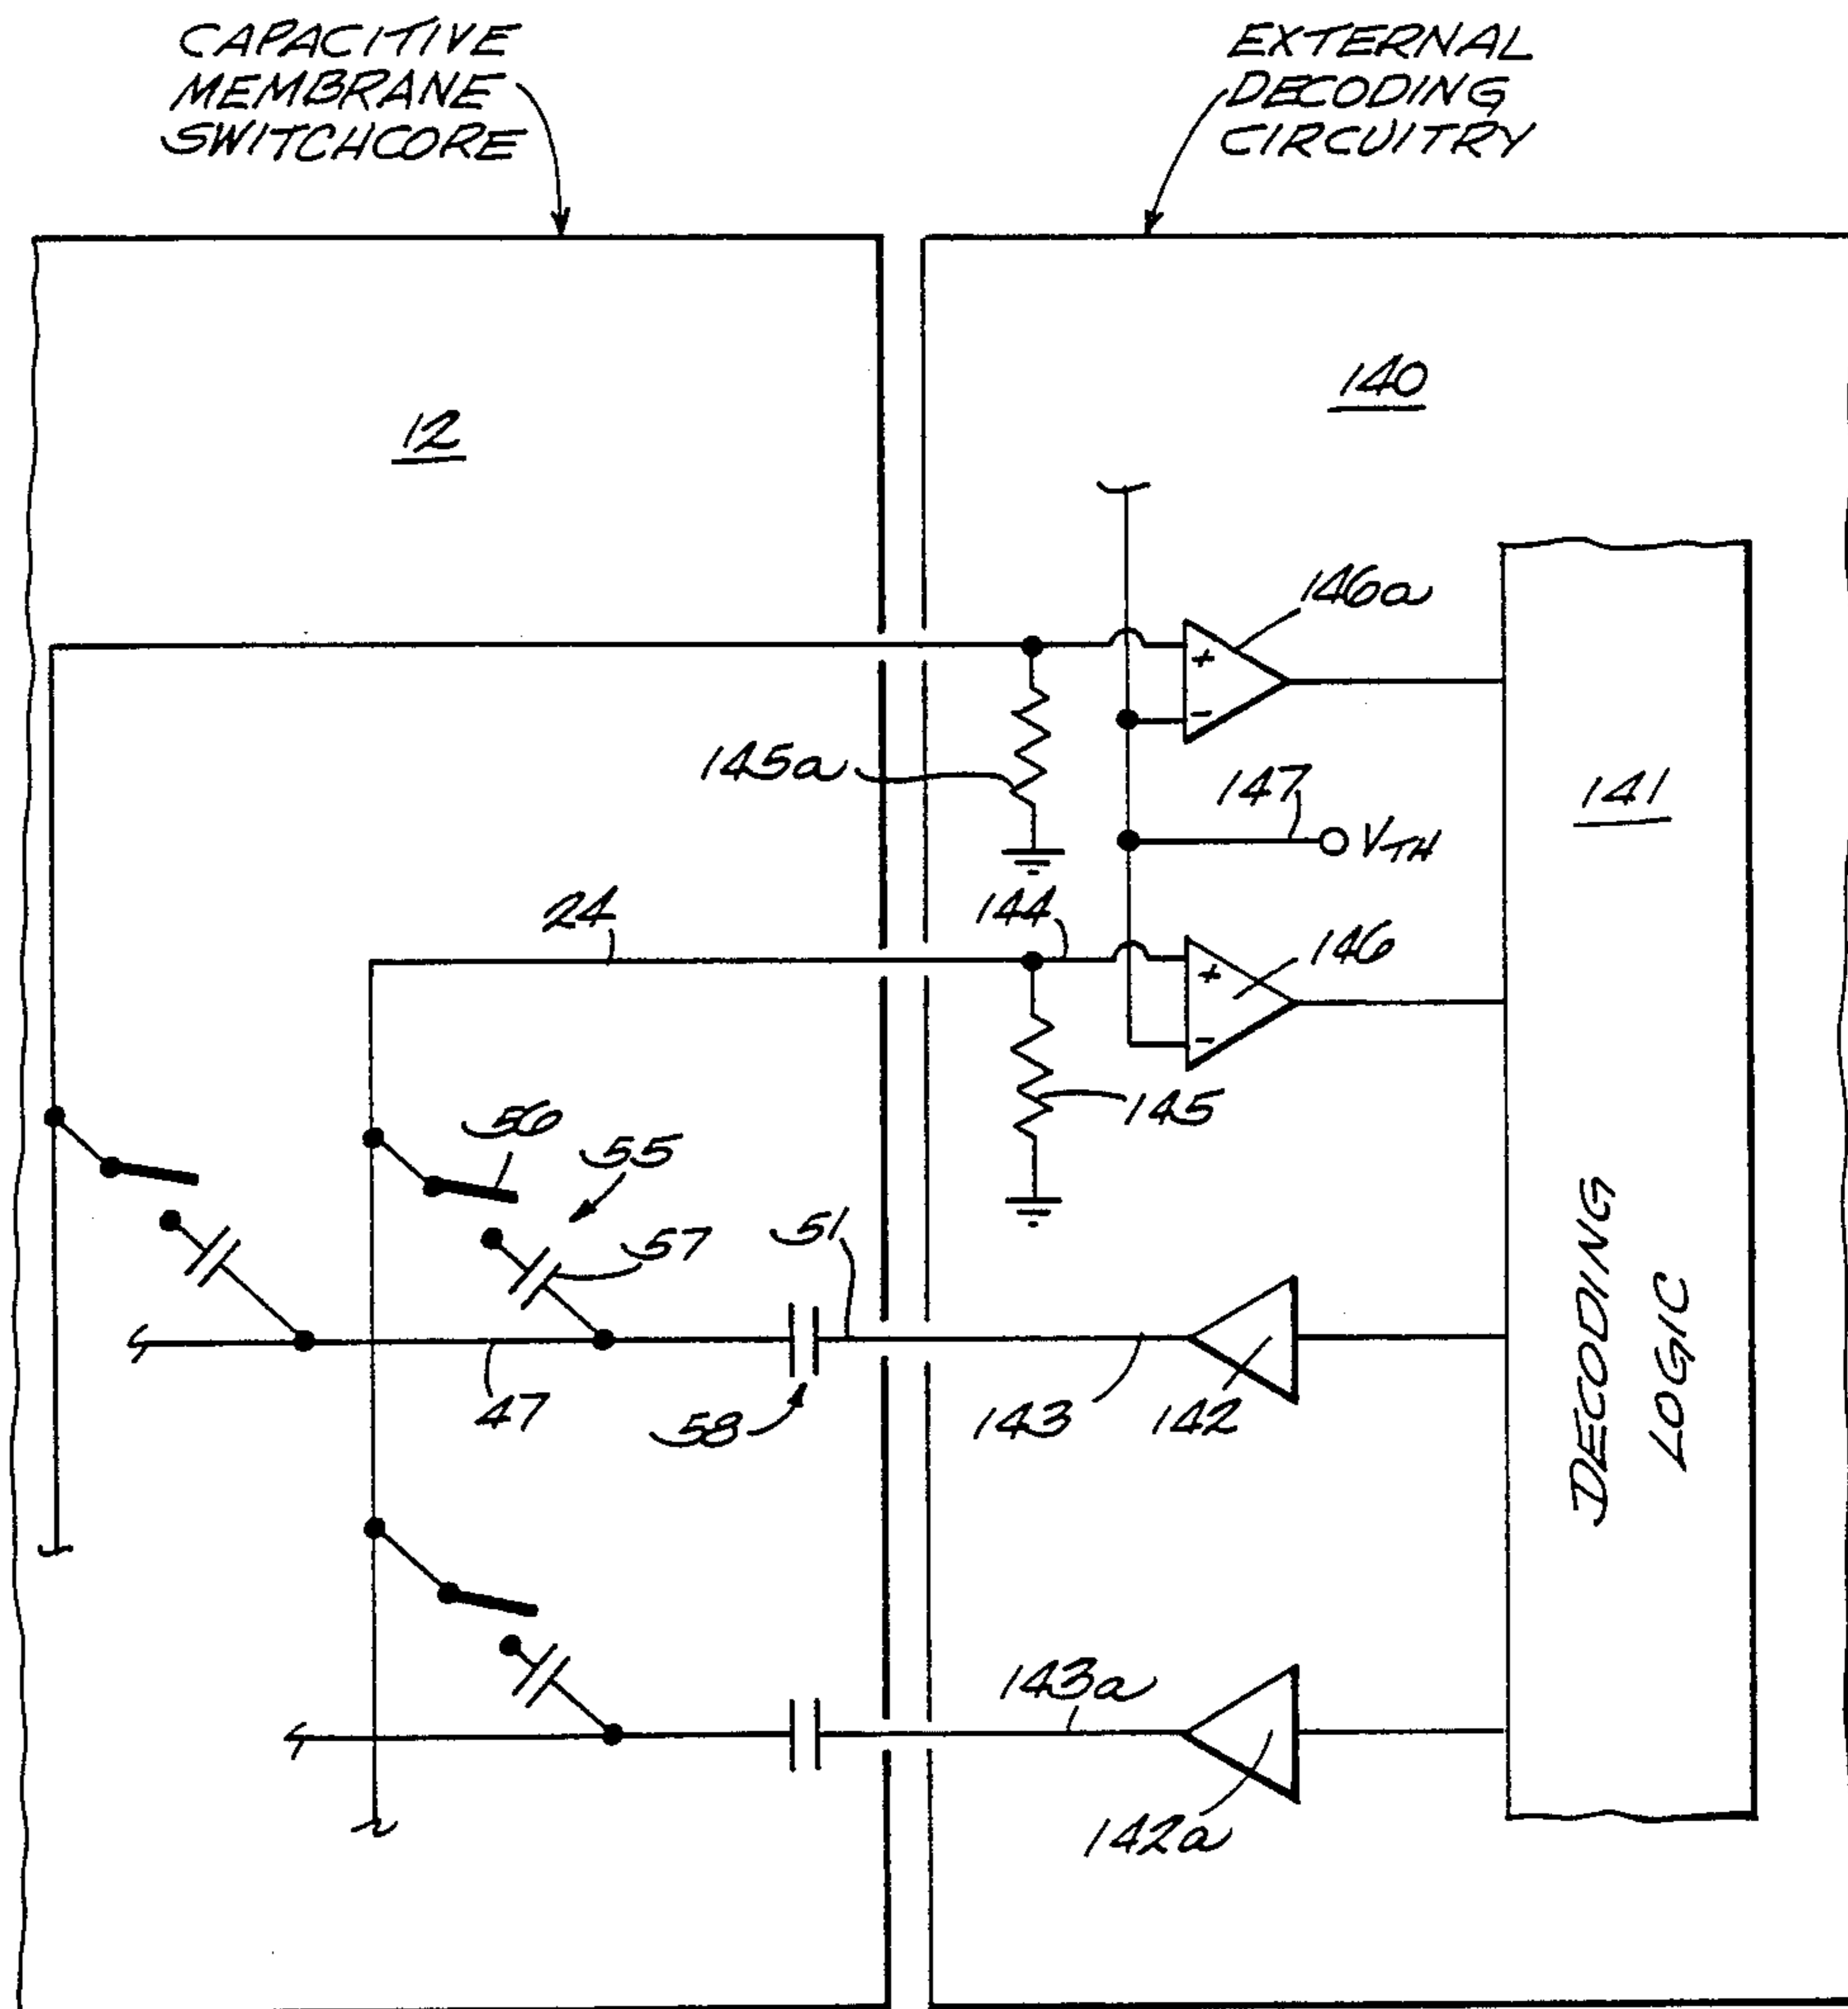 CAPACITIVE
MEMBRANE
SWITCHCORE
EXTERNAL
DECODING
CIRCUITRY
12
140
146a
145a
147
141
VTH
24
144
146
+
-
+
-
145
56
55
57
51
47
58
143
142
DECODING
LOGIC
143a
142a